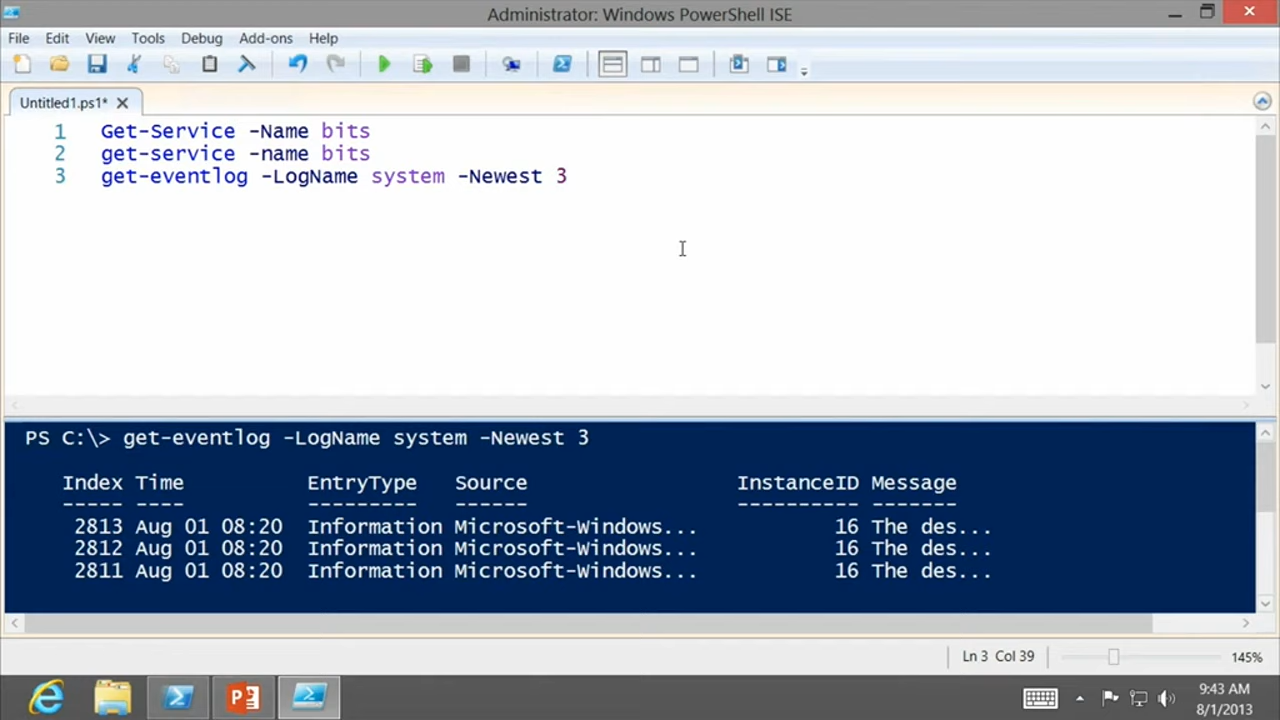 Administrator: Windows PowerShell ISE
File Edit View Tools Debug Add-ons Help
Untitled1.ps1*
1 Get-Service -Name bits
2 get-service -name bits
3 get-eventlog -LogName system -Newest 3
PS C:\> get-eventlog -LogName system -Newest 3
Index Time EntryType Source InstanceID Message
----- ---- --------- ------ ---------- -------
2813 Aug 01 08:20 Information Microsoft-Windows... 16 The des...
2812 Aug 01 08:20 Information Microsoft-Windows... 16 The des...
2811 Aug 01 08:20 Information Microsoft-Windows... 16 The des...
Ln 3 Col 39 145%
9:43 AM
8/1/2013